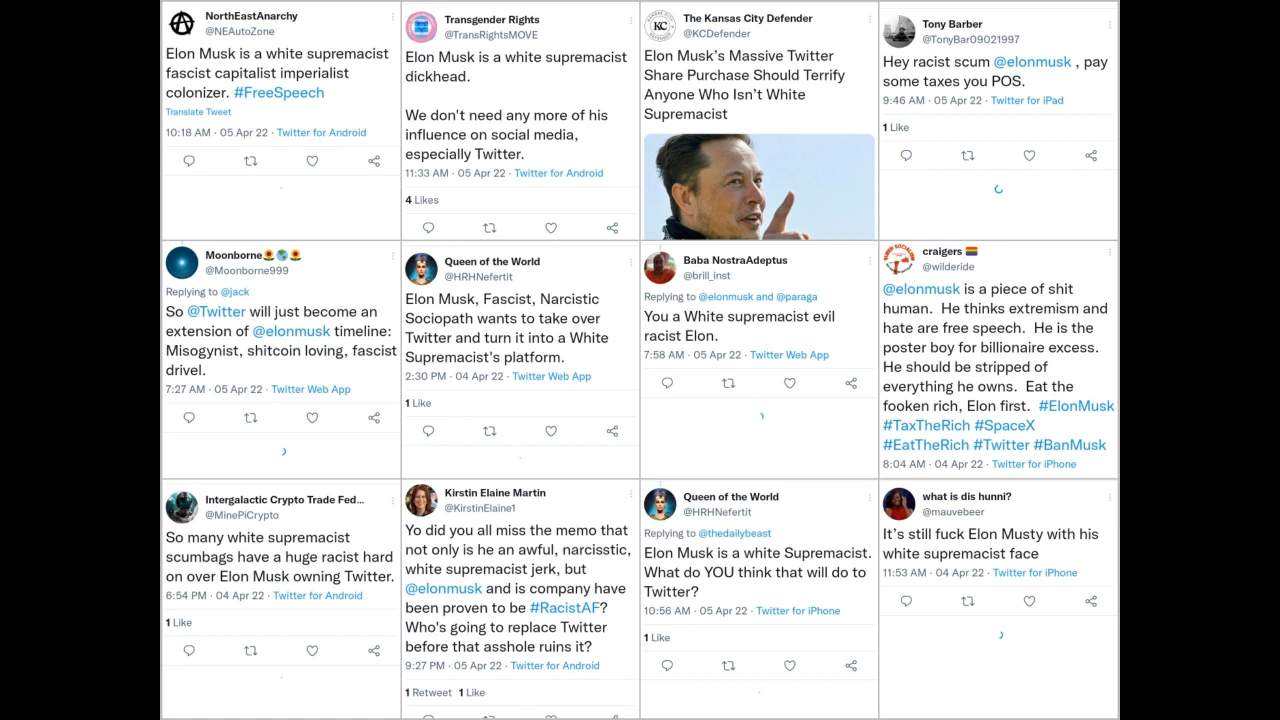 NorthEastAnarchy
@NEAutoZone
Elon Musk is a white supremacist
fascist capitalist imperialist
colonizer. #FreeSpeech
Translate Tweet
10:18 AM · 05 Apr 22 · Twitter for Android
Transgender Rights
@TransRightsMOVE
Elon Musk is a white supremacist
dickhead.
We don't need any more of his
influence on social media,
especially Twitter.
11:33 AM · 05 Apr 22 · Twitter for Android
4 Likes
KC
The Kansas City Defender
@KCDefender
Elon Musk’s Massive Twitter
Share Purchase Should Terrify
Anyone Who Isn’t White
Supremacist
Tony Barber
@TonyBar09021997
Hey racist scum @elonmusk , pay
some taxes you POS.
9:46 AM · 05 Apr 22 · Twitter for iPad
1 Like
Moonborne🌻🌎🌻
@Moonborne999
Replying to @jack
So @Twitter will just become an
extension of @elonmusk timeline:
Misogynist, shitcoin loving, fascist
drivel.
7:27 AM · 05 Apr 22 · Twitter Web App
Queen of the World
@HRHNefertit
Elon Musk, Fascist, Narcistic
Sociopath wants to take over
Twitter and turn it into a White
Supremacist's platform.
2:30 PM · 04 Apr 22 · Twitter Web App
1 Like
Baba NostraAdeptus
@brill_inst
Replying to @elonmusk and @paraga
You a White supremacist evil
racist Elon.
7:58 AM · 05 Apr 22 · Twitter Web App
craigers 🏳️‍🌈
@wilderide
@elonmusk is a piece of shit
human. He thinks extremism and
hate are free speech. He is the
poster boy for billionaire excess.
He should be stripped of
everything he owns. Eat the
fooken rich, Elon first. #ElonMusk
#TaxTheRich #SpaceX
#EatTheRich #Twitter #BanMusk
8:04 AM · 04 Apr 22 · Twitter for iPhone
Intergalactic Crypto Trade Fed...
@MinePiCrypto
So many white supremacist
scumbags have a huge racist hard
on over Elon Musk owning Twitter.
6:54 PM · 04 Apr 22 · Twitter for Android
1 Like
Kirstin Elaine Martin
@KirstinElaine1
Yo did you all miss the memo that
not only is he an awful, narcisstic,
white supremacist jerk, but
@elonmusk and is company have
been proven to be #RacistAF?
Who's going to replace Twitter
before that asshole ruins it?
9:27 PM · 05 Apr 22 · Twitter for Android
1 Retweet 1 Like
Queen of the World
@HRHNefertit
Replying to @thedailybeast
Elon Musk is a white Supremacist.
What do YOU think that will do to
Twitter?
10:56 AM · 05 Apr 22 · Twitter for iPhone
1 Like
what is dis hunni?
@mauvebeer
It’s still fuck Elon Musty with his
white supremacist face
11:53 AM · 04 Apr 22 · Twitter for iPhone